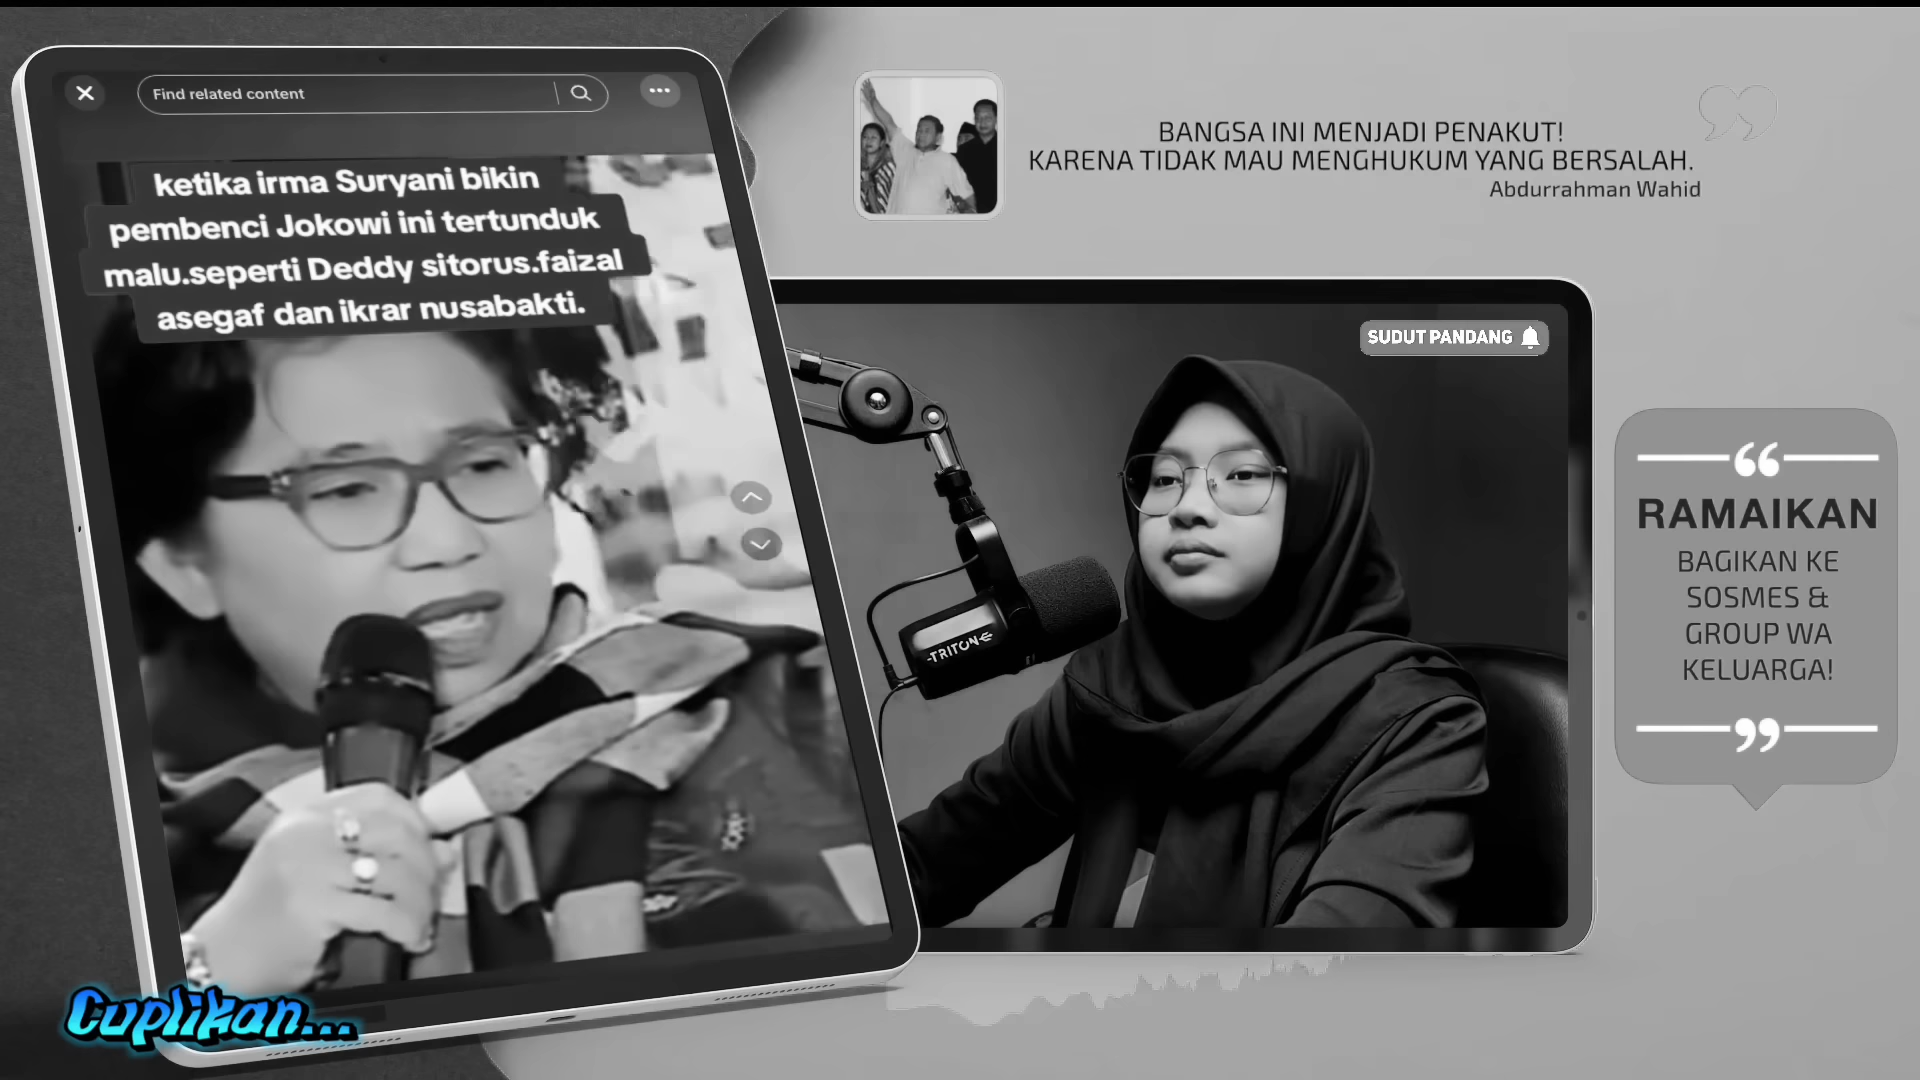 Find related content
ketika irma Suryani bikin
pembenci Jokowi ini tertunduk
malu.seperti Deddy sitorus.faizal
asegaf dan ikrar nusabakti.
BANGSA INI MENJADI PENAKUT!
KARENA TIDAK MAU MENGHUKUM YANG BERSALAH.
Abdurrahman Wahid
SUDUT PANDANG
TRITON
RAMAIKAN
BAGIKAN KE
SOSMES &
GROUP WA
KELUARGA!
Cuplikan...